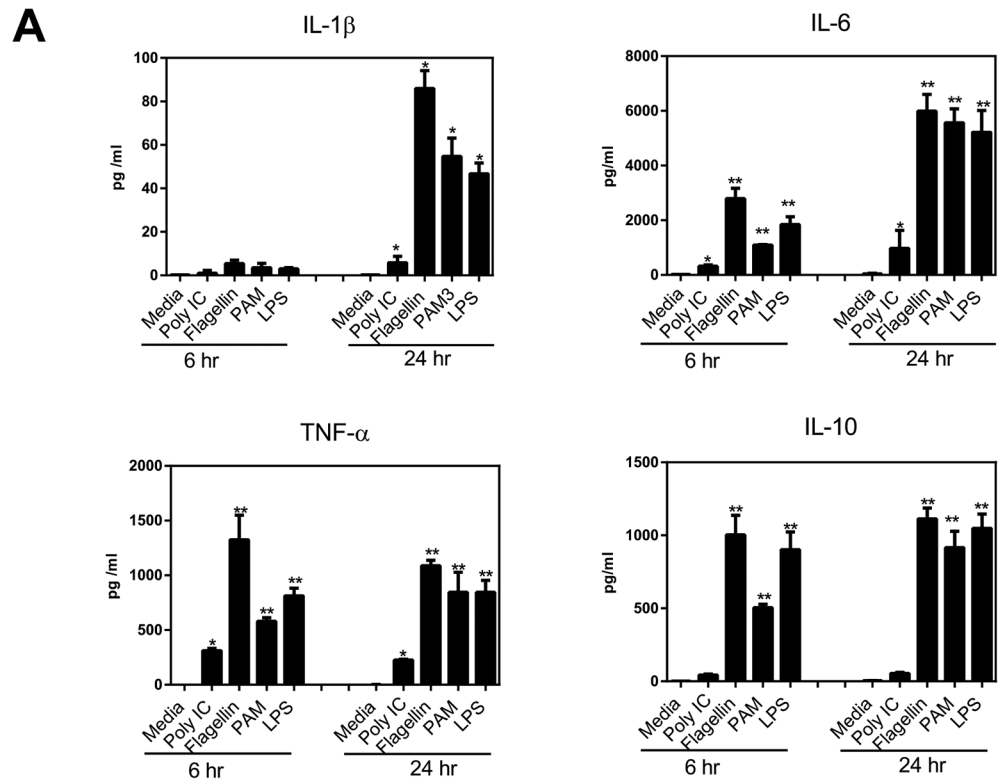 A
IL-1β
100
80
60
40
20
0
pg /ml
*
*
*
*
Media
Poly IC
Flagellin
PAM
LPS
Media
Poly IC
Flagellin
PAM3
LPS
6 hr
24 hr
IL-6
8000
6000
4000
2000
0
pg/ml
*
**
**
**
*
**
**
**
Media
Poly IC
Flagellin
PAM
LPS
Media
Poly IC
Flagellin
PAM
LPS
6 hr
24 hr
TNF-α
2000
1500
1000
500
0
pg /ml
*
**
**
**
*
**
**
**
Media
Poly IC
Flagellin
PAM
LPS
Media
Poly IC
Flagellin
PAM
LPS
6 hr
24 hr
IL-10
1500
1000
500
0
pg/ml
**
**
**
**
**
**
Media
Poly IC
Flagellin
PAM
LPS
Media
Poly IC
Flagellin
PAM
LPS
6 hr
24 hr